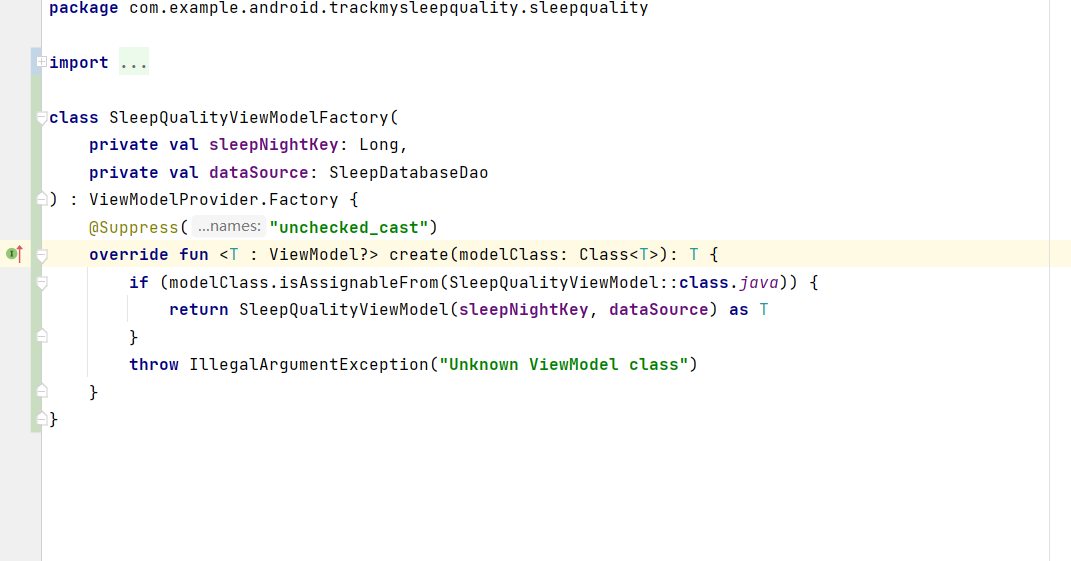 package com.example.android.trackmysleepquality.sleepquality
import ...
class SleepQualityViewModelFactory(
    private val sleepNightKey: Long,
    private val dataSource: SleepDatabaseDao
) : ViewModelProvider.Factory {
    @Suppress( ...names: "unchecked_cast")
    override fun <T : ViewModel?> create(modelClass: Class<T>): T {
        if (modelClass.isAssignableFrom(SleepQualityViewModel::class.java)) {
            return SleepQualityViewModel(sleepNightKey, dataSource) as T
        }
        throw IllegalArgumentException("Unknown ViewModel class")
    }
}